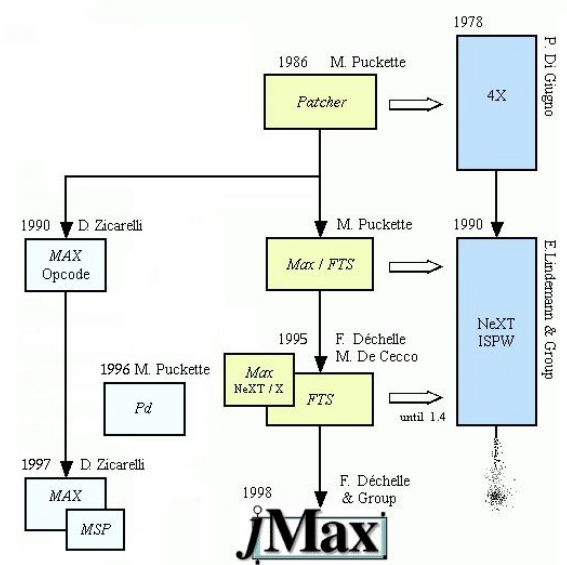 1978
P. Di Giugno
1986 M. Puckette
Patcher
4X
M. Puckette
1990 D. Zicarelli
1990
MAX
Opcode
Max / FTS
E.Lindemann & Group
NeXT
ISPW
1995 F. Déchelle
M. De Cecco
1996 M. Puckette
Max
NeXT / X
FTS
Pd
until 1.4
1997 D. Zicarelli
F. Déchelle
& Group
MAX
1998
MSP
jMax